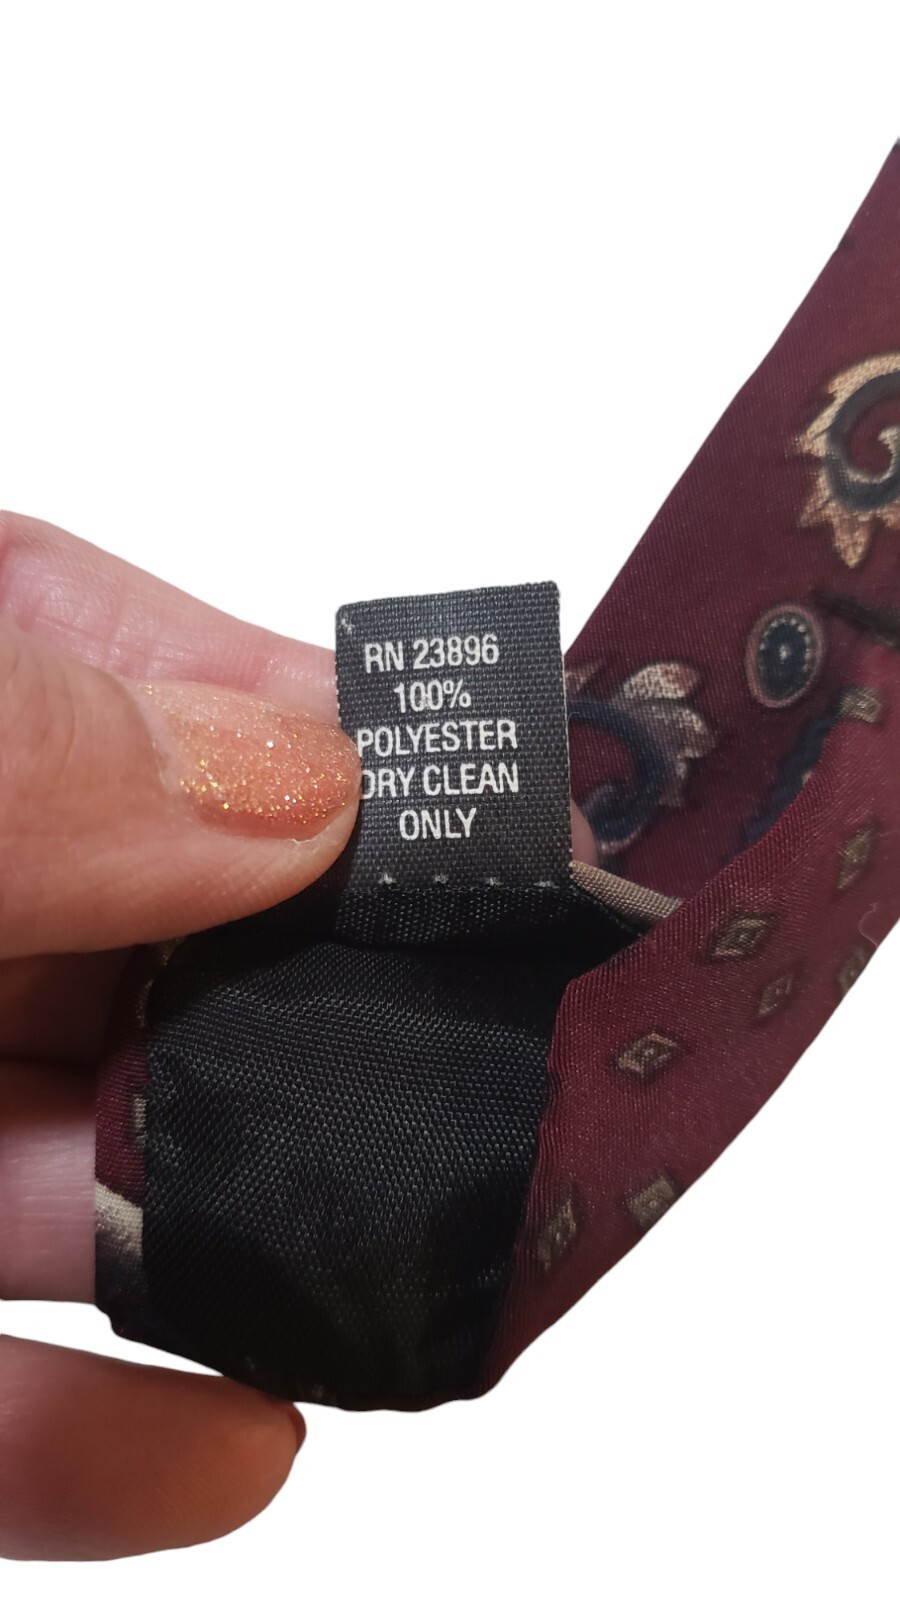 RN 23896
100%
POLYESTER
DRY CLEAN
ONLY